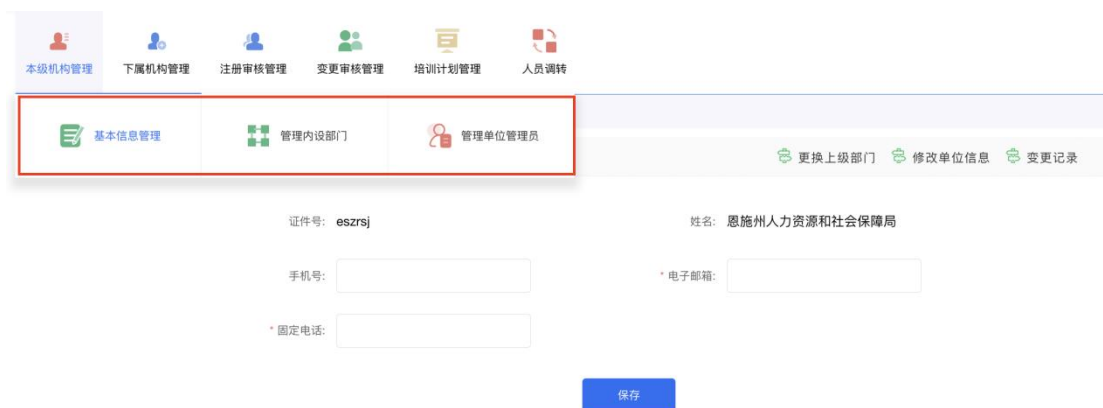 本级机构管理 下属机构管理 注册审核管理 变更审核管理 培训计划管理 人员调转
基本信息管理 管理内设部门 管理单位管理员
更换上级部门 修改单位信息 变更记录
证件号: eszrsj 姓名: 恩施州人力资源和社会保障局
手机号: * 电子邮箱:
* 固定电话:
保存